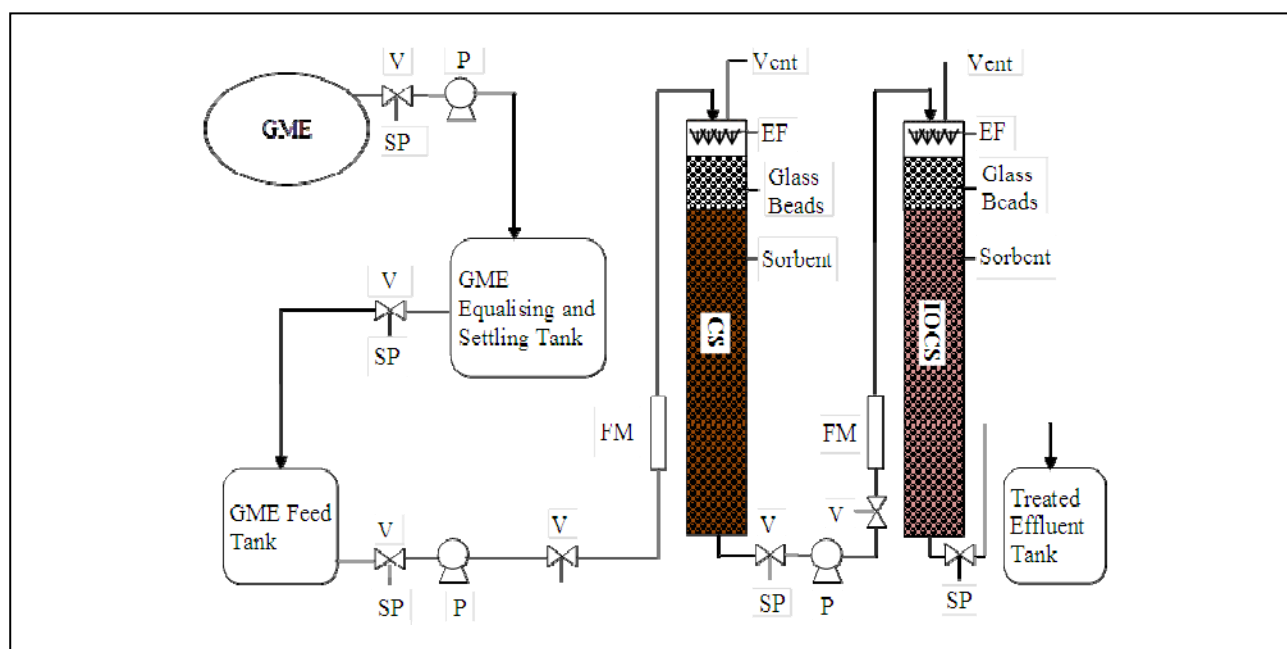 V
P
GME
SP
Vent
EF
Glass
Beads
Sorbent
CS
Vent
EF
Glass
Beads
Sorbent
IOCS
V
GME
Equalising and
Settling Tank
SP
FM
FM
GME Feed
Tank
V
SP
P
V
V
SP
P
V
SP
Treated
Effluent
Tank